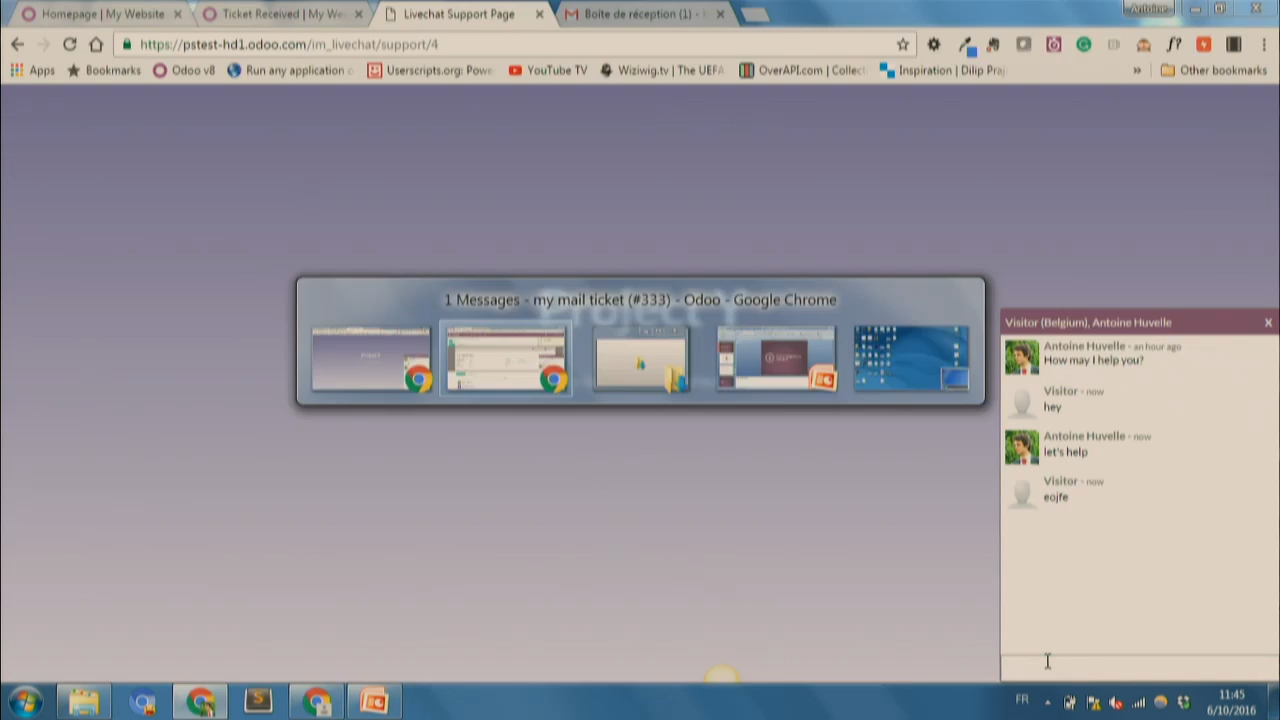 Homepage | My Website
Ticket Received | My We
Livechat Support Page
Boîte de réception (1) -
Antoine
https://pstest-hd1.odoo.com/im_livechat/support/4
Apps
Bookmarks
Odoo v8
Run any application
Userscripts.org: Powe
YouTube TV
Wiziwig.tv | The UEFA
OverAPI.com | Collect
Inspiration | Dilip Praj
»
Other bookmarks
1 Messages - my mail ticket (#333) - Odoo - Google Chrome
Project Y
Visitor (Belgium), Antoine Huvelle
Antoine Huvelle - an hour ago
How may I help you?
Visitor - now
hey
Antoine Huvelle - now
let's help
Visitor - now
eojfe
FR
11:45
6/10/2016